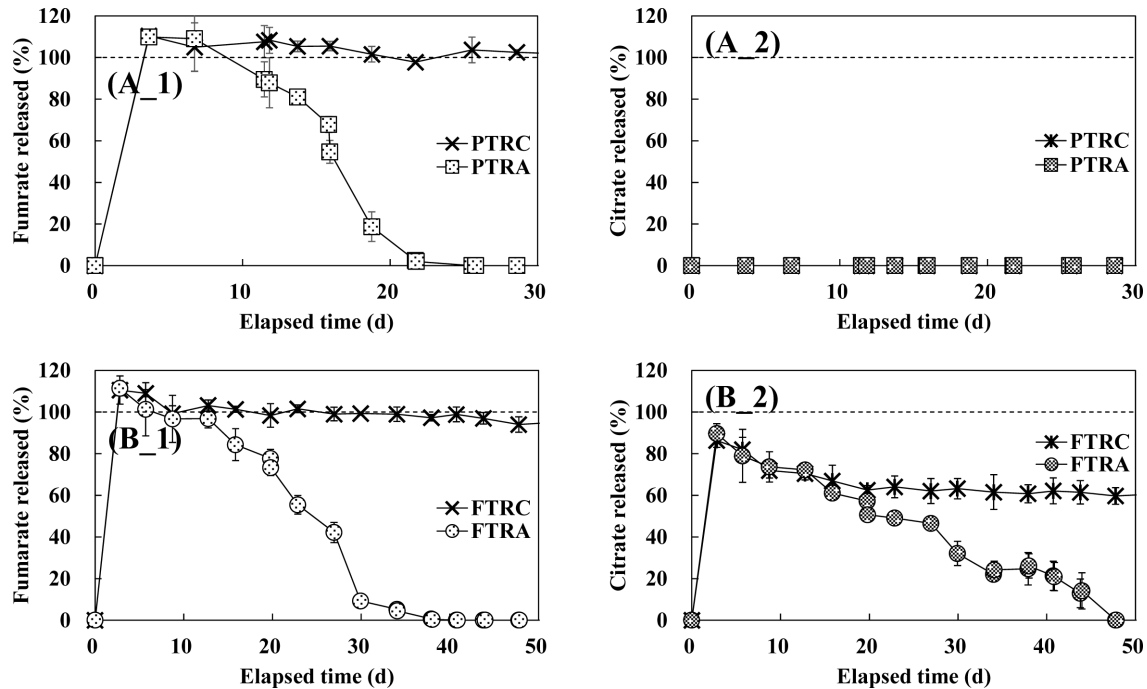 Fumrate released (%)
120
100
80
60
40
20
0
(A_1)
PTRC
PTRA
0 10 20 30
Elapsed time (d)
Citrate released (%)
120
100
80
60
40
20
0
(A_2)
PTRC
PTRA
0 10 20 30
Elapsed time (d)
Fumarate released (%)
120
100
80
60
40
20
0
(B_1)
FTRC
FTRA
0 10 20 30 40 50
Elapsed time (d)
Citrate released (%)
120
100
80
60
40
20
0
(B_2)
FTRC
FTRA
0 10 20 30 40 50
Elapsed time (d)